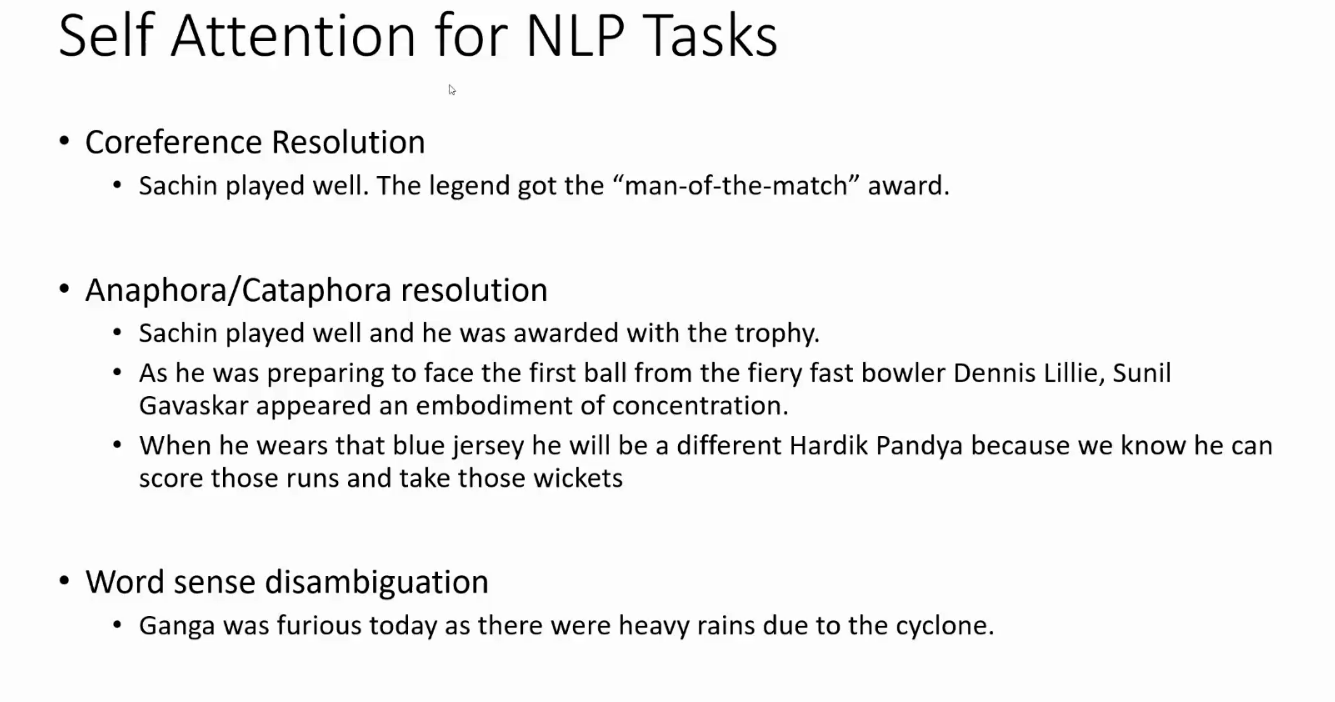 Self Attention for NLP Tasks
• Coreference Resolution
• Sachin played well. The legend got the “man-of-the-match” award.
• Anaphora/Cataphora resolution
• Sachin played well and he was awarded with the trophy.
• As he was preparing to face the first ball from the fiery fast bowler Dennis Lillie, Sunil
Gavaskar appeared an embodiment of concentration.
• When he wears that blue jersey he will be a different Hardik Pandya because we know he can
score those runs and take those wickets
• Word sense disambiguation
• Ganga was furious today as there were heavy rains due to the cyclone.